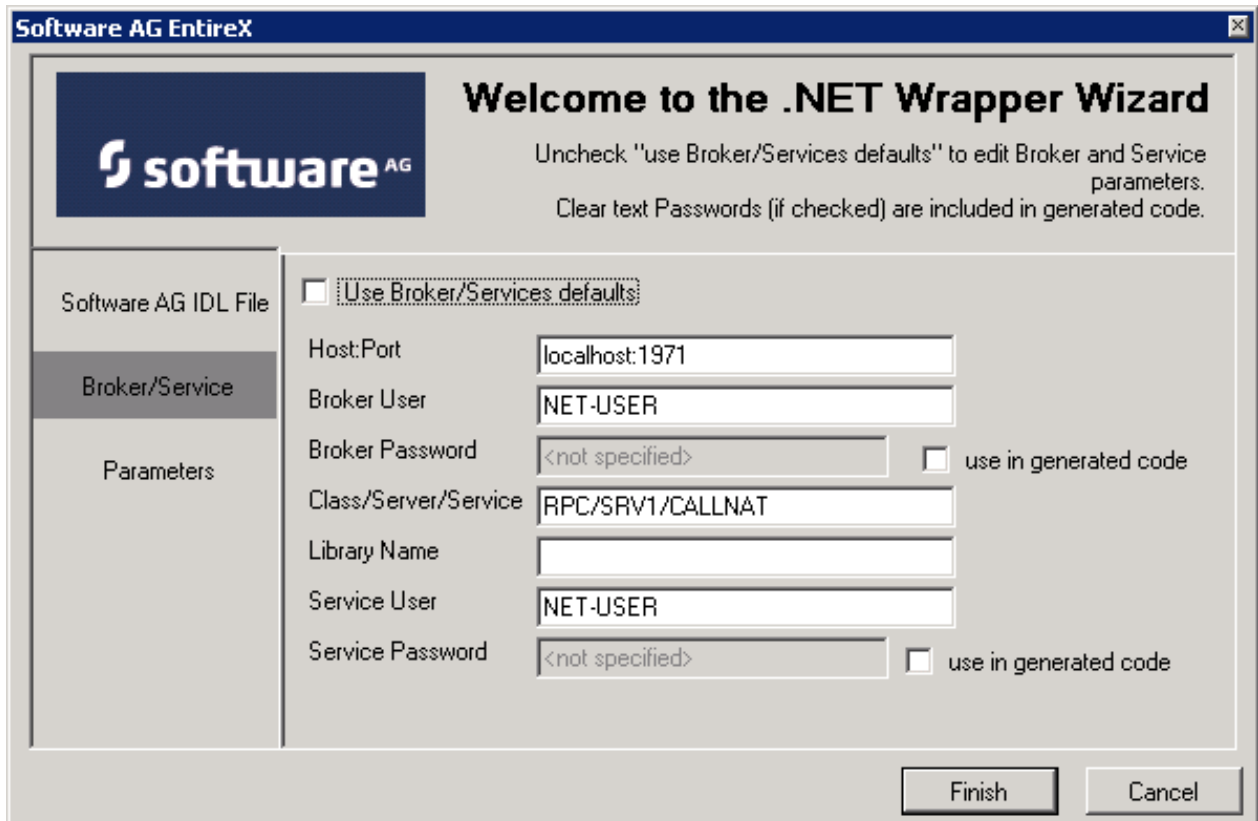 Software AG EntireX
software AG
Welcome to the .NET Wrapper Wizard
Uncheck "use Broker/Services defaults" to edit Broker and Service
parameters.
Clear text Passwords (if checked) are included in generated code.
Software AG IDL File
Broker/Service
Parameters
Use Broker/Services defaults
Host:Port localhost:1971
Broker User NET-USER
Broker Password <not specified> use in generated code
Class/Server/Service RPC/SRV1/CALLNAT
Library Name
Service User NET-USER
Service Password <not specified> use in generated code
Finish Cancel